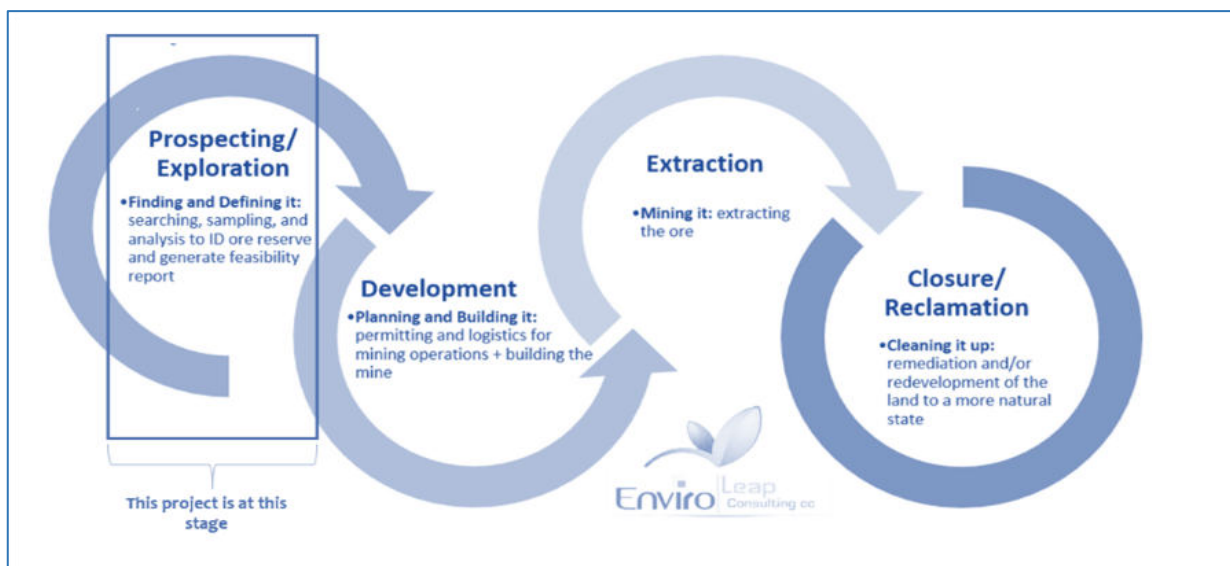 Prospecting/
Exploration
•Finding and Defining it:
searching, sampling, and
analysis to ID ore reserve
and generate feasibility
report
This project is at this
stage
Development
•Planning and Building it:
permitting and logistics for
mining operations + building the
mine
Extraction
•Mining it: extracting
the ore
Closure/
Reclamation
•Cleaning it up:
remediation and/or
redevelopment of the
land to a more natural
state
Enviro Leap
Consulting cc